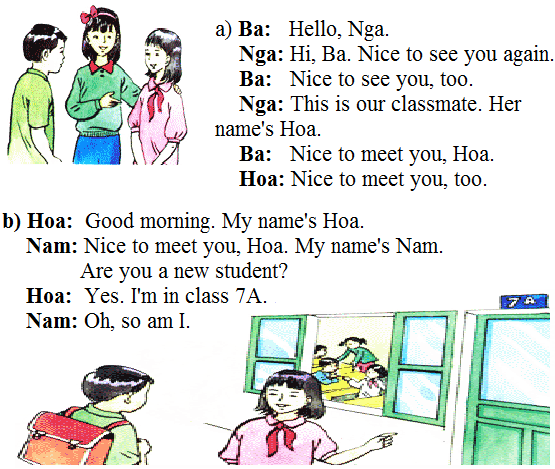 a) Ba: Hello, Nga.
Nga: Hi, Ba. Nice to see you again.
Ba: Nice to see you, too.
Nga: This is our classmate. Her
name's Hoa.
Ba: Nice to meet you, Hoa.
Hoa: Nice to meet you, too.
b) Hoa: Good morning. My name's Hoa.
Nam: Nice to meet you, Hoa. My name's Nam.
Are you a new student?
Hoa: Yes. I'm in class 7A.
Nam: Oh, so am I.
7 A